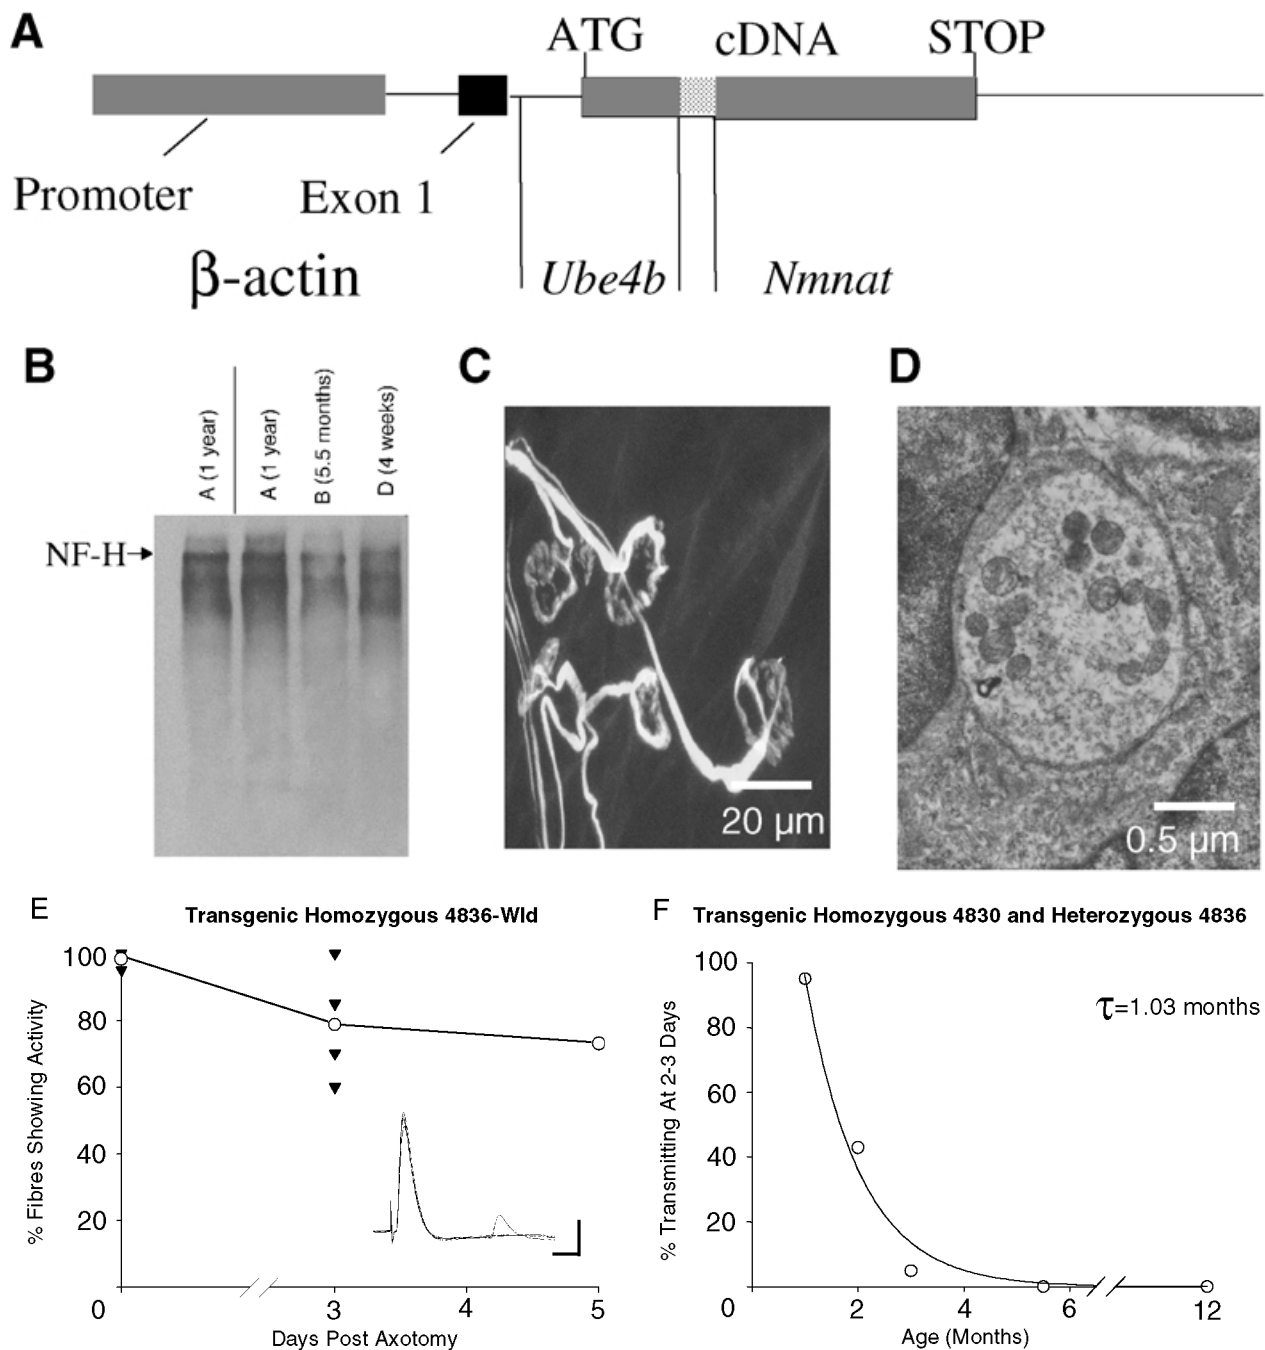 A
ATG cDNA STOP
Promoter
Exon 1
β-actin
Ube4b
Nmnat
B
A (1 year)
A (1 year)
B (5.5 months)
D (4 weeks)
NF-H
C
20 µm
D
0.5 µm
E
Transgenic Homozygous 4836-Wld
% Fibres Showing Activity
100
80
60
40
20
0 3 4 5
Days Post Axotomy
F
Transgenic Homozygous 4830 and Heterozygous 4836
τ=1.03 months
% Transmitting At 2-3 Days
100
80
60
40
20
0 2 4 6 12
Age (Months)